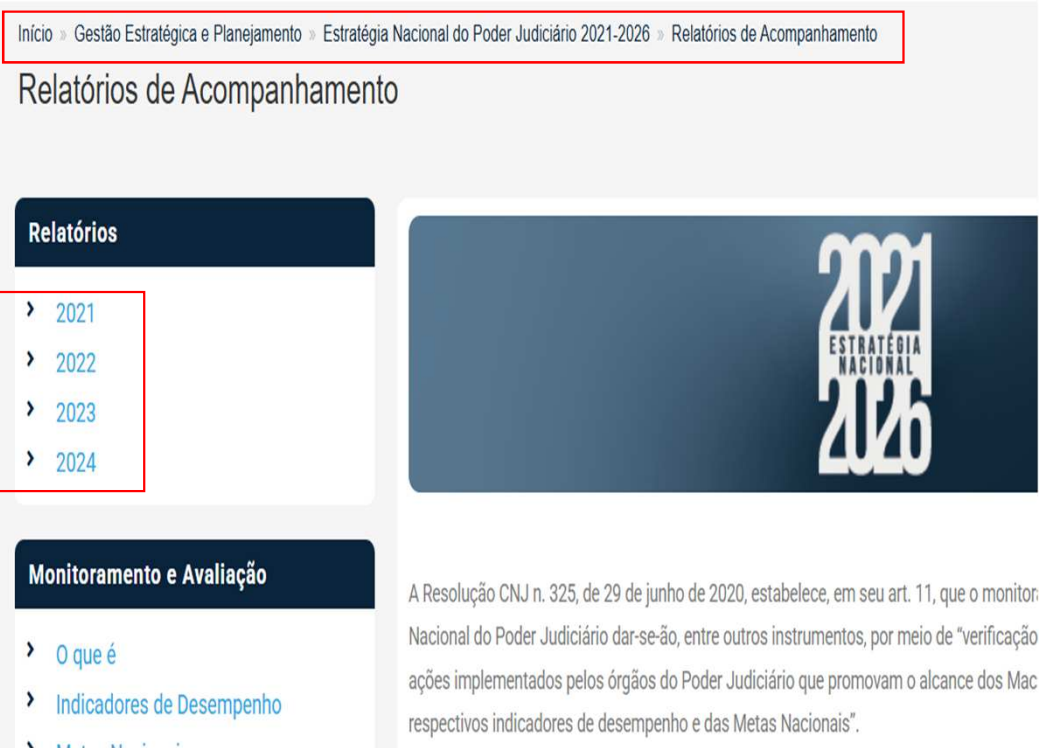 Início » Gestão Estratégica e Planejamento » Estratégia Nacional do Poder Judiciário 2021-2026 » Relatórios de Acompanhamento
Relatórios de Acompanhamento
Relatórios
2021
2022
2023
2024
2021
ESTRATÉGIA
NACIONAL
2026
Monitoramento e Avaliação
O que é
Indicadores de Desempenho
A Resolução CNJ n. 325, de 29 de junho de 2020, estabelece, em seu art. 11, que o
Nacional do Poder Judiciário dar-se-ão, entre outros instrumentos, por meio de “verificação
ações implementados pelos órgãos do Poder Judiciário que promovam o alcance dos Mac
respectivos indicadores de desempenho e das Metas Nacionais”.